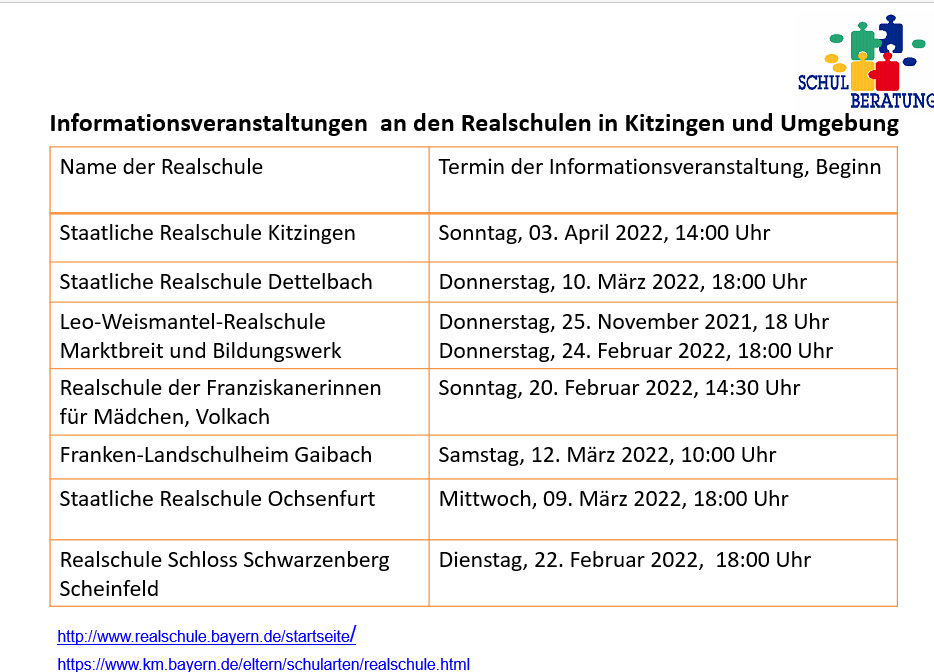 SCHUL
BERATUNG
Informationsveranstaltungen an den Realschulen in Kitzingen und Umgebung
Name der Realschule
Termin der Informationsveranstaltung, Beginn
Staatliche Realschule Kitzingen
Sonntag, 03. April 2022, 14:00 Uhr
Staatliche Realschule Dettelbach
Donnerstag, 10. März 2022, 18:00 Uhr
Leo-Weismantel-Realschule
Marktbreit und Bildungswerk
Donnerstag, 25. November 2021, 18 Uhr
Donnerstag, 24. Februar 2022, 18:00 Uhr
Realschule der Franziskanerinnen
für Mädchen, Volkach
Sonntag, 20. Februar 2022, 14:30 Uhr
Franken-Landschulheim Gaibach
Samstag, 12. März 2022, 10:00 Uhr
Staatliche Realschule Ochsenfurt
Mittwoch, 09. März 2022, 18:00 Uhr
Realschule Schloss Schwarzenberg
Scheinfeld
Dienstag, 22. Februar 2022, 18:00 Uhr
http://www.realschule.bayern.de/startseite/
https://www.km.bayern.de/eltern/schularten/realschule.html